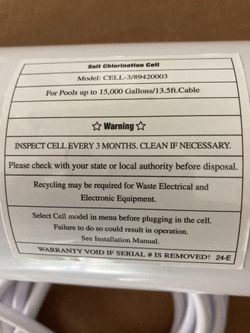 Salt Chlorination Cell
Model: CELL-3/89420003
For Pools up to 15,000 Gallons/13.5ft.Cable
☆ Warning ☆
INSPECT CELL EVERY 3 MONTHS. CLEAN IF NECESSARY.
Please check with your state or local authority before disposal.
Recycling may be required for Waste Electrical and
Electronic Equipment.
Select Cell model in menu before plugging in the cell.
Failure to do so could result in operation.
See Installation Manual.
WARRANTY VOID IF SERIAL # IS REMOVED! 24-E